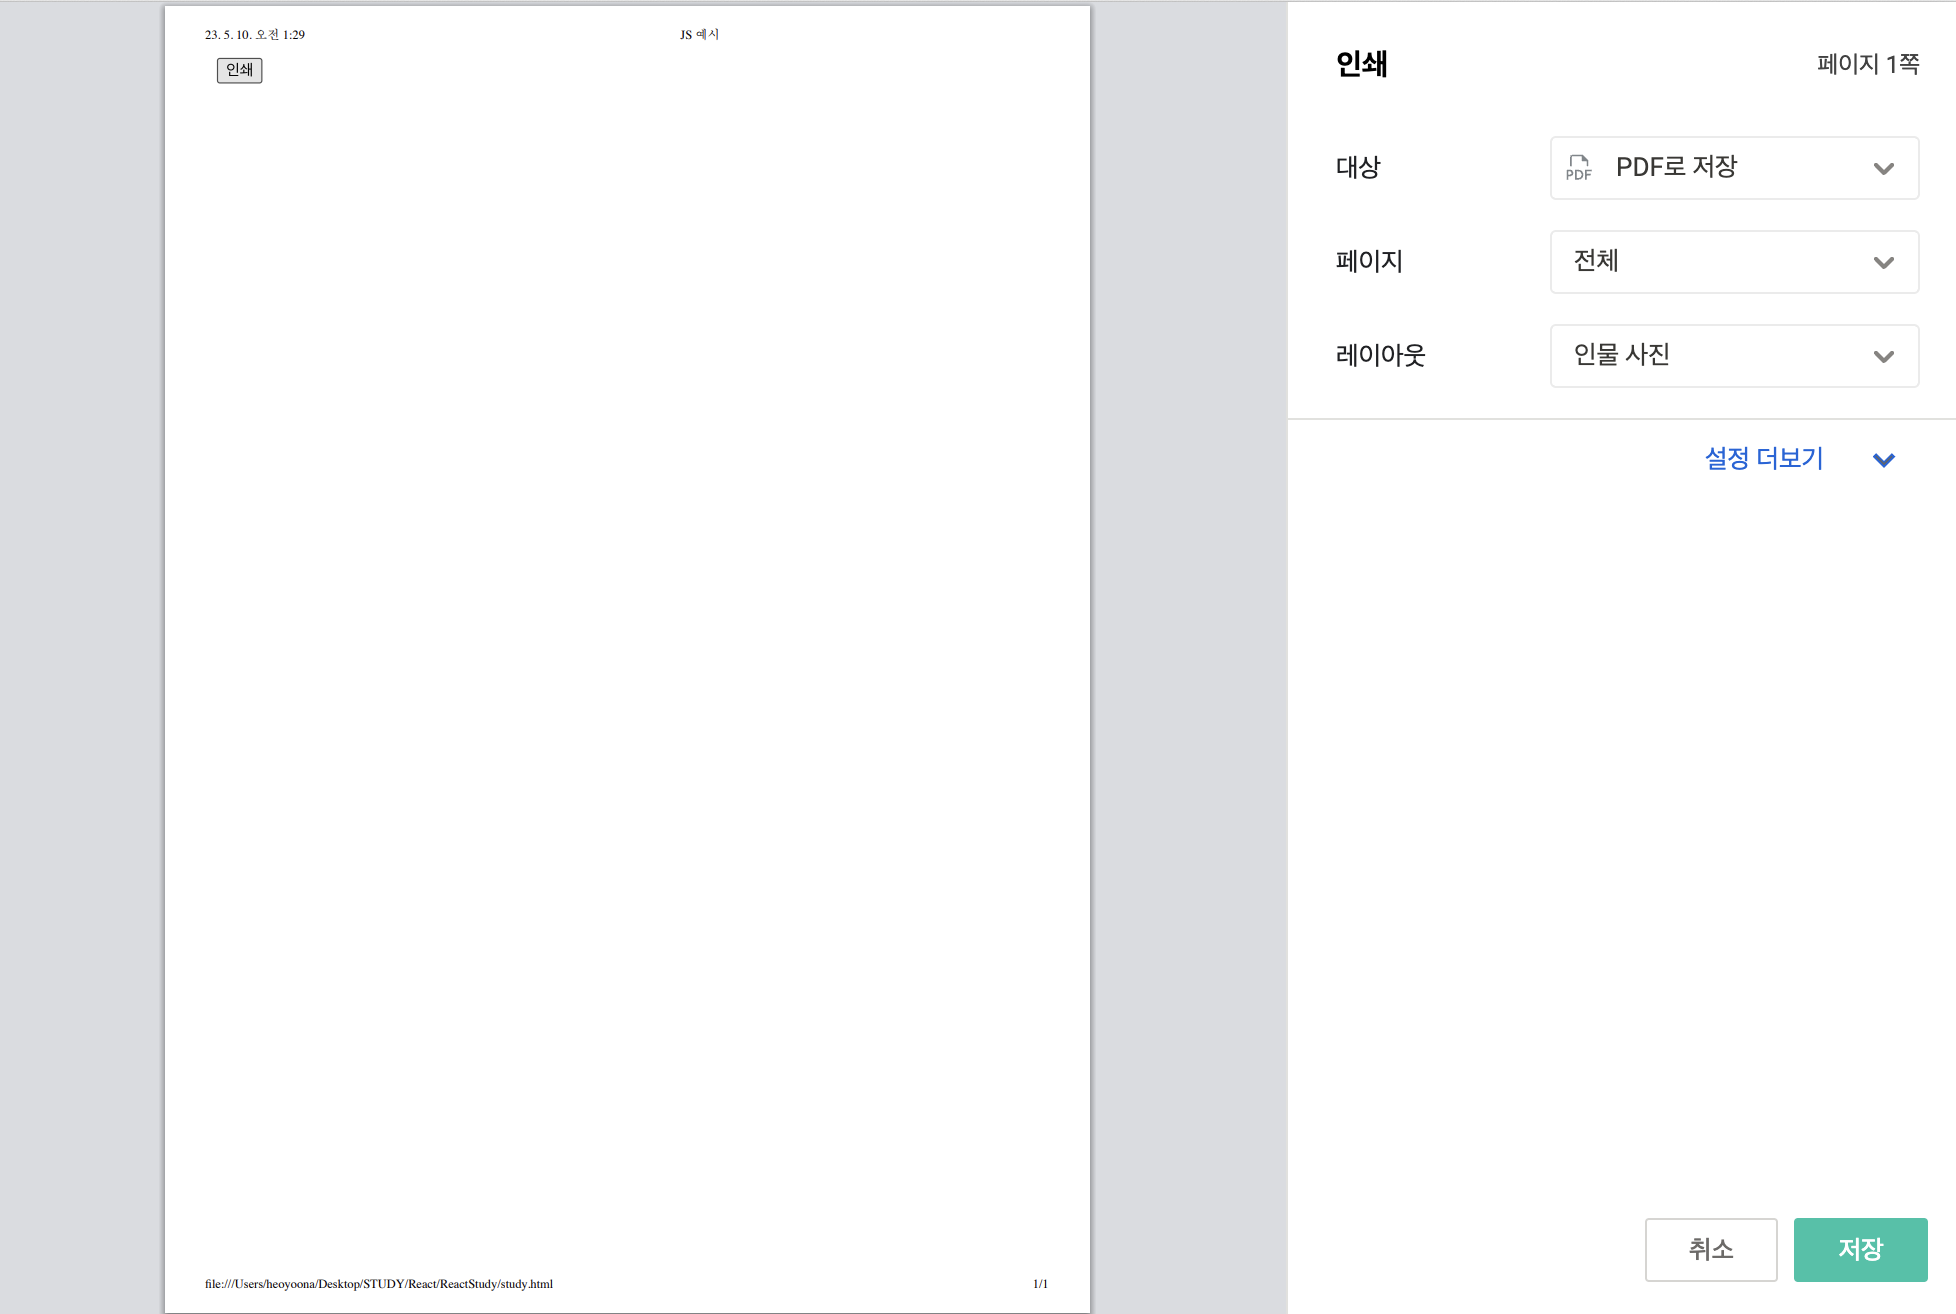 23. 5. 10. 오전 1:29
JS 예시
인쇄
file:///Users/heoyoona/Desktop/STUDY/React/ReactStudy/study.html
1/1
인쇄
페이지 1쪽
대상
PDF
PDF로 저장
페이지
전체
레이아웃
인물 사진
설정 더보기
취소
저장